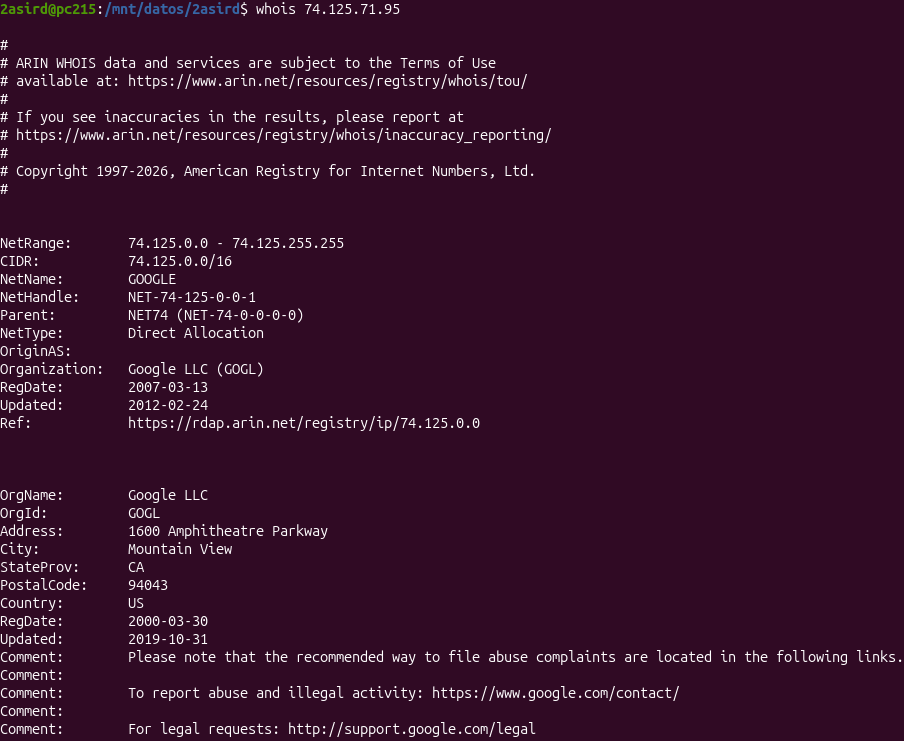 2asird@pc215:/mnt/datos/2asird$ whois 74.125.71.95
#
# ARIN WHOIS data and services are subject to the Terms of Use
# available at: https://www.arin.net/resources/registry/whois/tou/
#
# If you see inaccuracies in the results, please report at
# https://www.arin.net/resources/registry/whois/inaccuracy_reporting/
#
# Copyright 1997-2026, American Registry for Internet Numbers, Ltd.
#
NetRange:       74.125.0.0 - 74.125.255.255
CIDR:           74.125.0.0/16
NetName:        GOOGLE
NetHandle:      NET-74-125-0-0-1
Parent:         NET74 (NET-74-0-0-0-0)
NetType:        Direct Allocation
OriginAS:
Organization:   Google LLC (GOGL)
RegDate:        2007-03-13
Updated:        2012-02-24
Ref:            https://rdap.arin.net/registry/ip/74.125.0.0
OrgName:        Google LLC
OrgId:          GOGL
Address:        1600 Amphitheatre Parkway
City:           Mountain View
StateProv:      CA
PostalCode:     94043
Country:        US
RegDate:        2000-03-30
Updated:        2019-10-31
Comment:        Please note that the recommended way to file abuse complaints are located in the following links.
Comment:
Comment:        To report abuse and illegal activity: https://www.google.com/contact/
Comment:
Comment:        For legal requests: http://support.google.com/legal